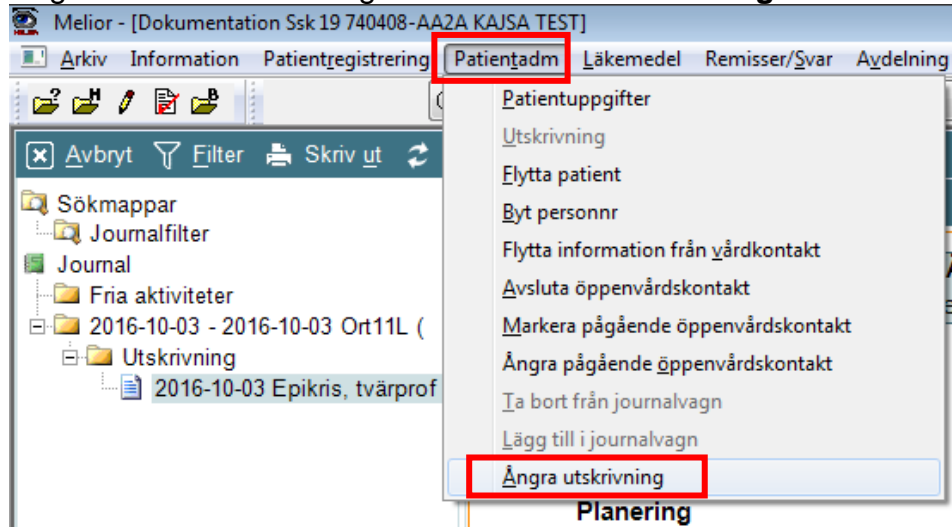 Melior - [Dokumentation Ssk 19 740408-AA2A KAJSA TEST]
Arkiv Information Patientregistrering Patientadm Läkemedel Remisser/Svar Avdelning
Avbryt Filter Skriv ut
Sökmappar
Journalfilter
Journal
Fria aktiviteter
2016-10-03 - 2016-10-03 Ort11L (
Utskrivning
2016-10-03 Epikris, tvärprof
Patientuppgifter
Utskrivning
Flytta patient
Byt personnr
Flytta information från vårdkontakt
Avsluta öppenvårdskontakt
Markera pågående öppenvårdskontakt
Ångra pågående öppenvårdskontakt
Ta bort från journalvagn
Lägg till i journalvagn
Ångra utskrivning
Planering